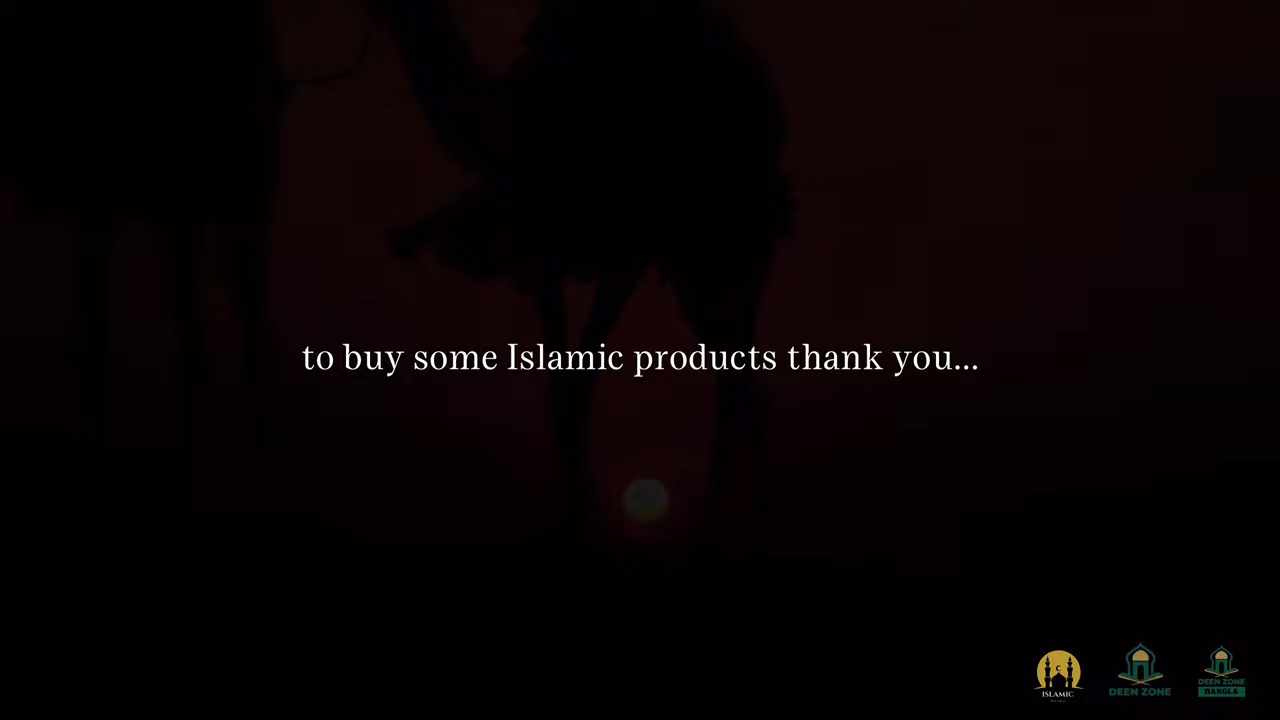 to buy some Islamic products thank you...
ISLAMIC
DEEN ZONE
DEEN ZONE
BANGLA